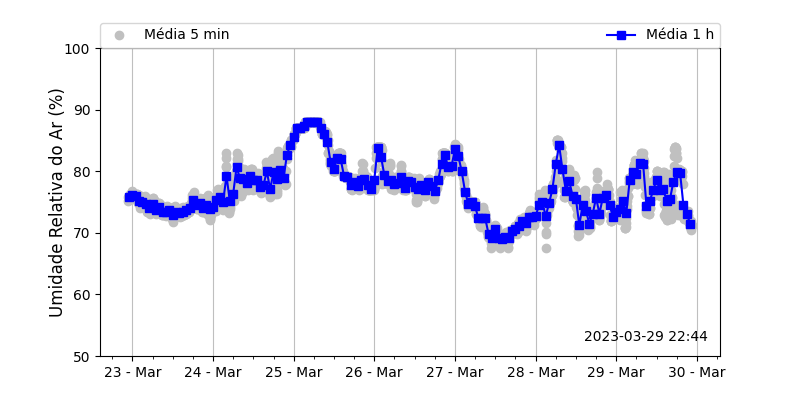 Média 5 min
Média 1 h
Umidade Relativa do Ar (%)
100
90
80
70
60
50
2023-03-29 22:44
23 - Mar
24 - Mar
25 - Mar
26 - Mar
27 - Mar
28 - Mar
29 - Mar
30 - Mar